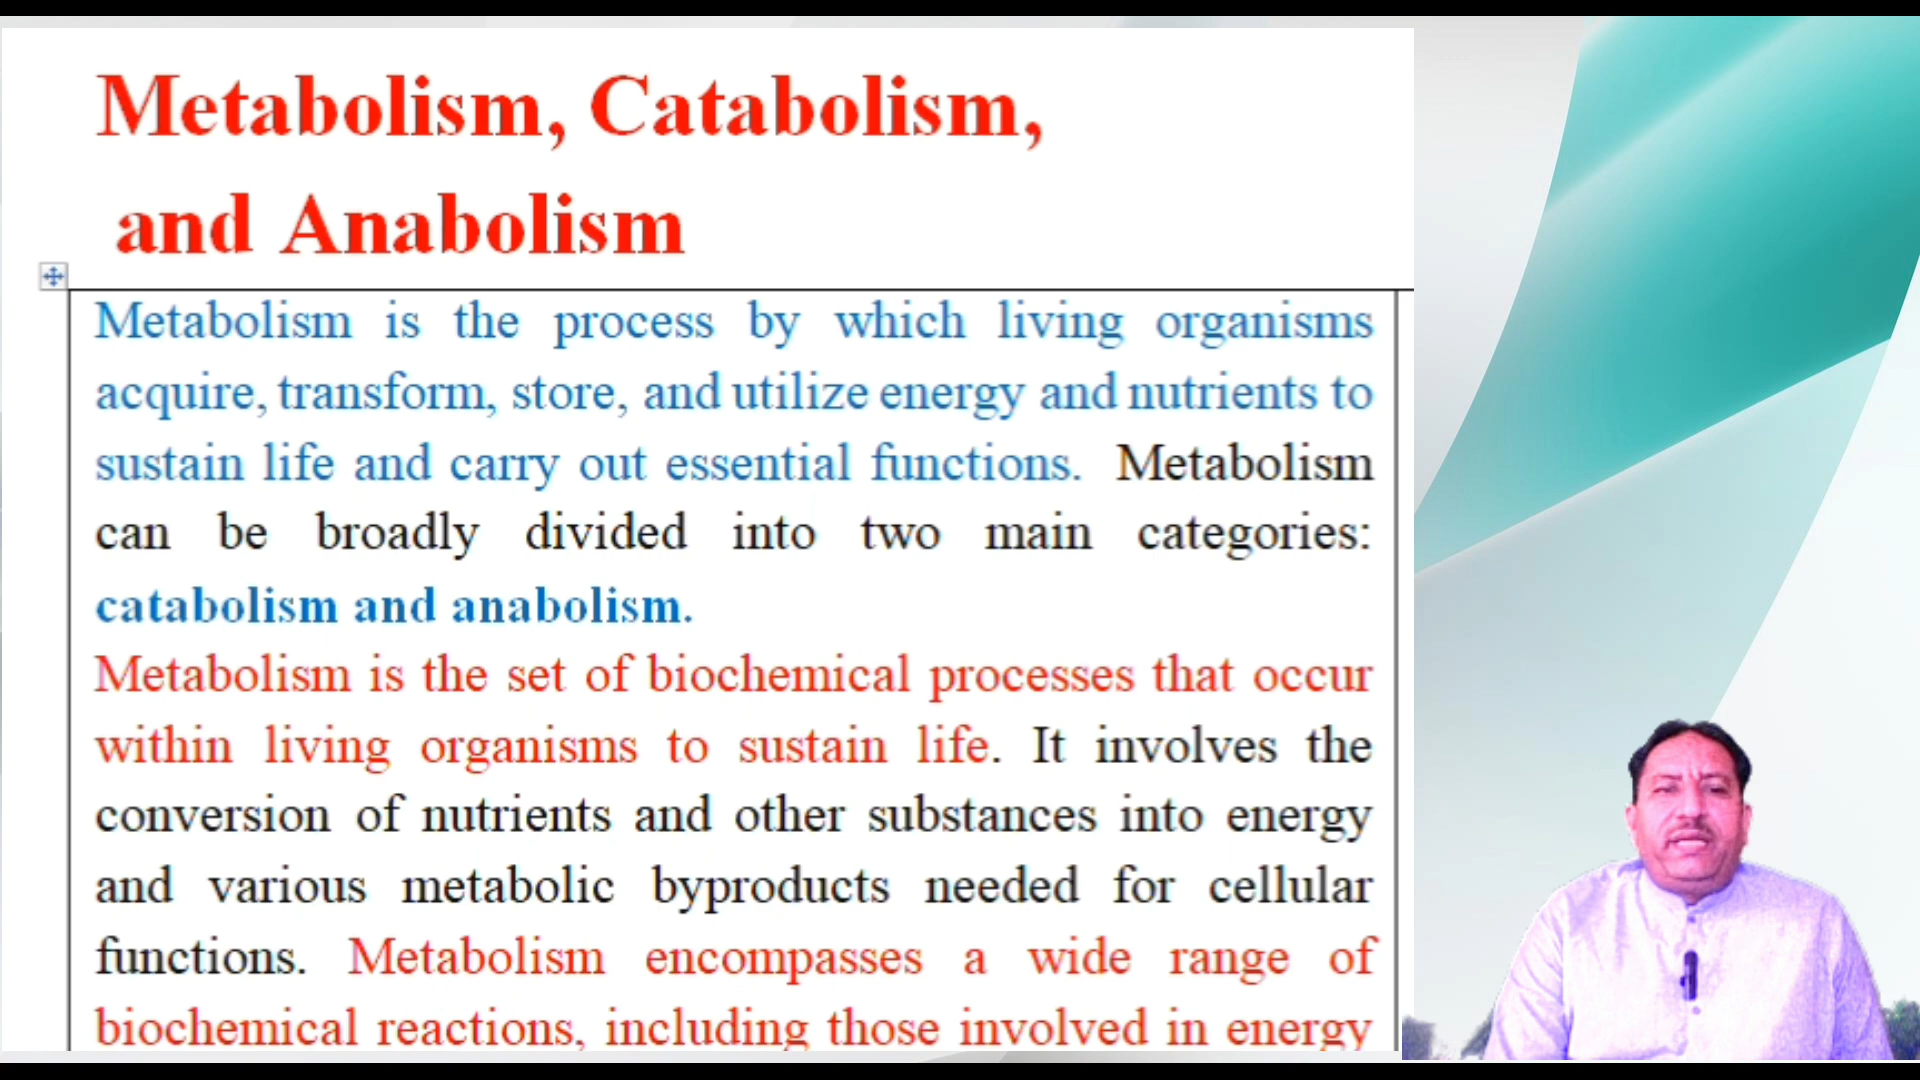 Metabolism, Catabolism,
and Anabolism
Metabolism is the process by which living organisms
acquire, transform, store, and utilize energy and nutrients to
sustain life and carry out essential functions. Metabolism
can be broadly divided into two main categories:
catabolism and anabolism.
Metabolism is the set of biochemical processes that occur
within living organisms to sustain life. It involves the
conversion of nutrients and other substances into energy
and various metabolic byproducts needed for cellular
functions. Metabolism encompasses a wide range of
biochemical reactions, including those involved in energy